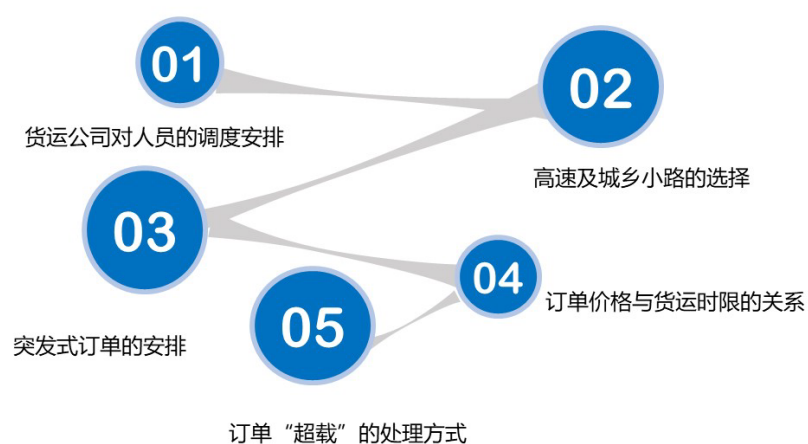 01
货运公司对人员的调度安排
02
高速及城乡小路的选择
03
突发式订单的安排
04
订单价格与货运时限的关系
05
订单“超载”的处理方式